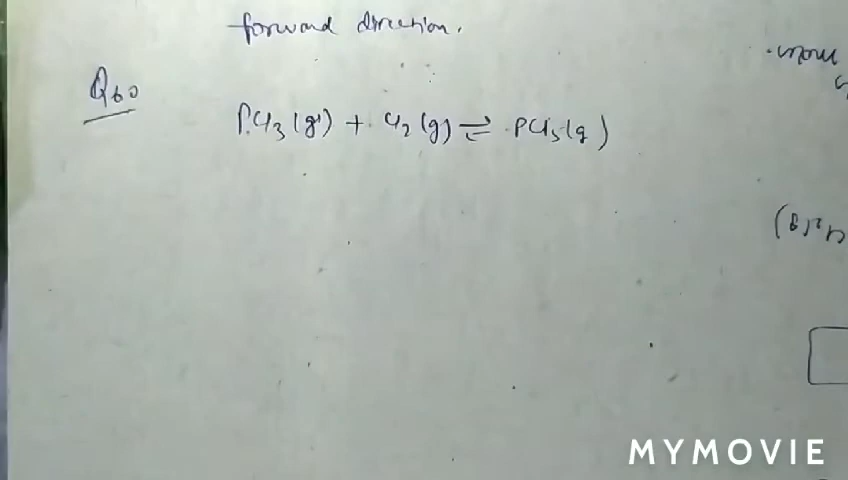 forward direction.
Q60
PCl3(g) + Cl2(g) ⇌ PCl5(g)
MYMOVIE